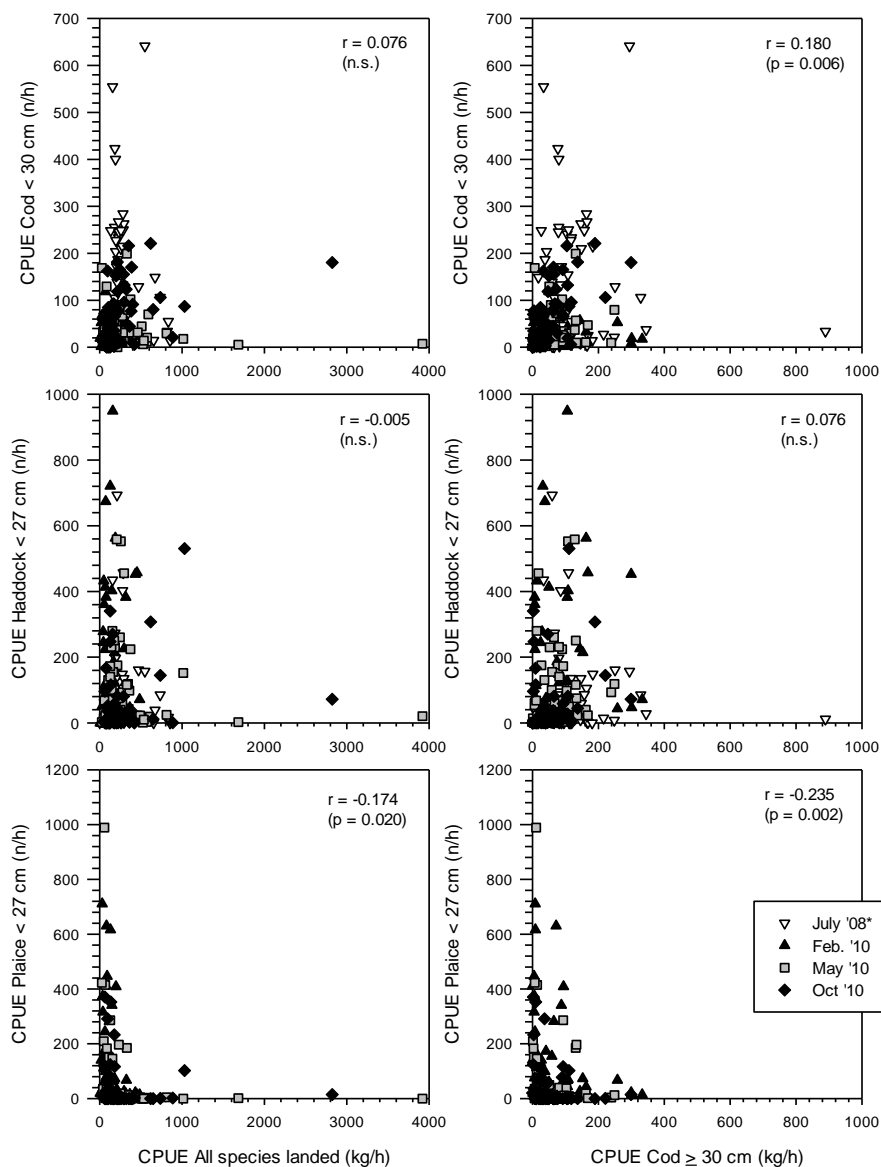 700
600
500
400
300
200
100
0
0 1000 2000 3000 4000
CPUE Cod < 30 cm (n/h)
r = 0.076
(n.s.)
700
600
500
400
300
200
100
0
0 200 400 600 800 1000
CPUE Cod < 30 cm (n/h)
r = 0.180
(p = 0.006)
1000
800
600
400
200
0
0 1000 2000 3000 4000
CPUE Haddock < 27 cm (n/h)
r = -0.005
(n.s.)
1000
800
600
400
200
0
0 200 400 600 800 1000
CPUE Haddock < 27 cm (n/h)
r = 0.076
(n.s.)
1200
1000
800
600
400
200
0
0 1000 2000 3000 4000
CPUE Plaice < 27 cm (n/h)
r = -0.174
(p = 0.020)
CPUE All species landed (kg/h)
1200
1000
800
600
400
200
0
0 200 400 600 800 1000
CPUE Plaice < 27 cm (n/h)
r = -0.235
(p = 0.002)
July '08*
Feb. '10
May '10
Oct '10
CPUE Cod ≥ 30 cm (kg/h)